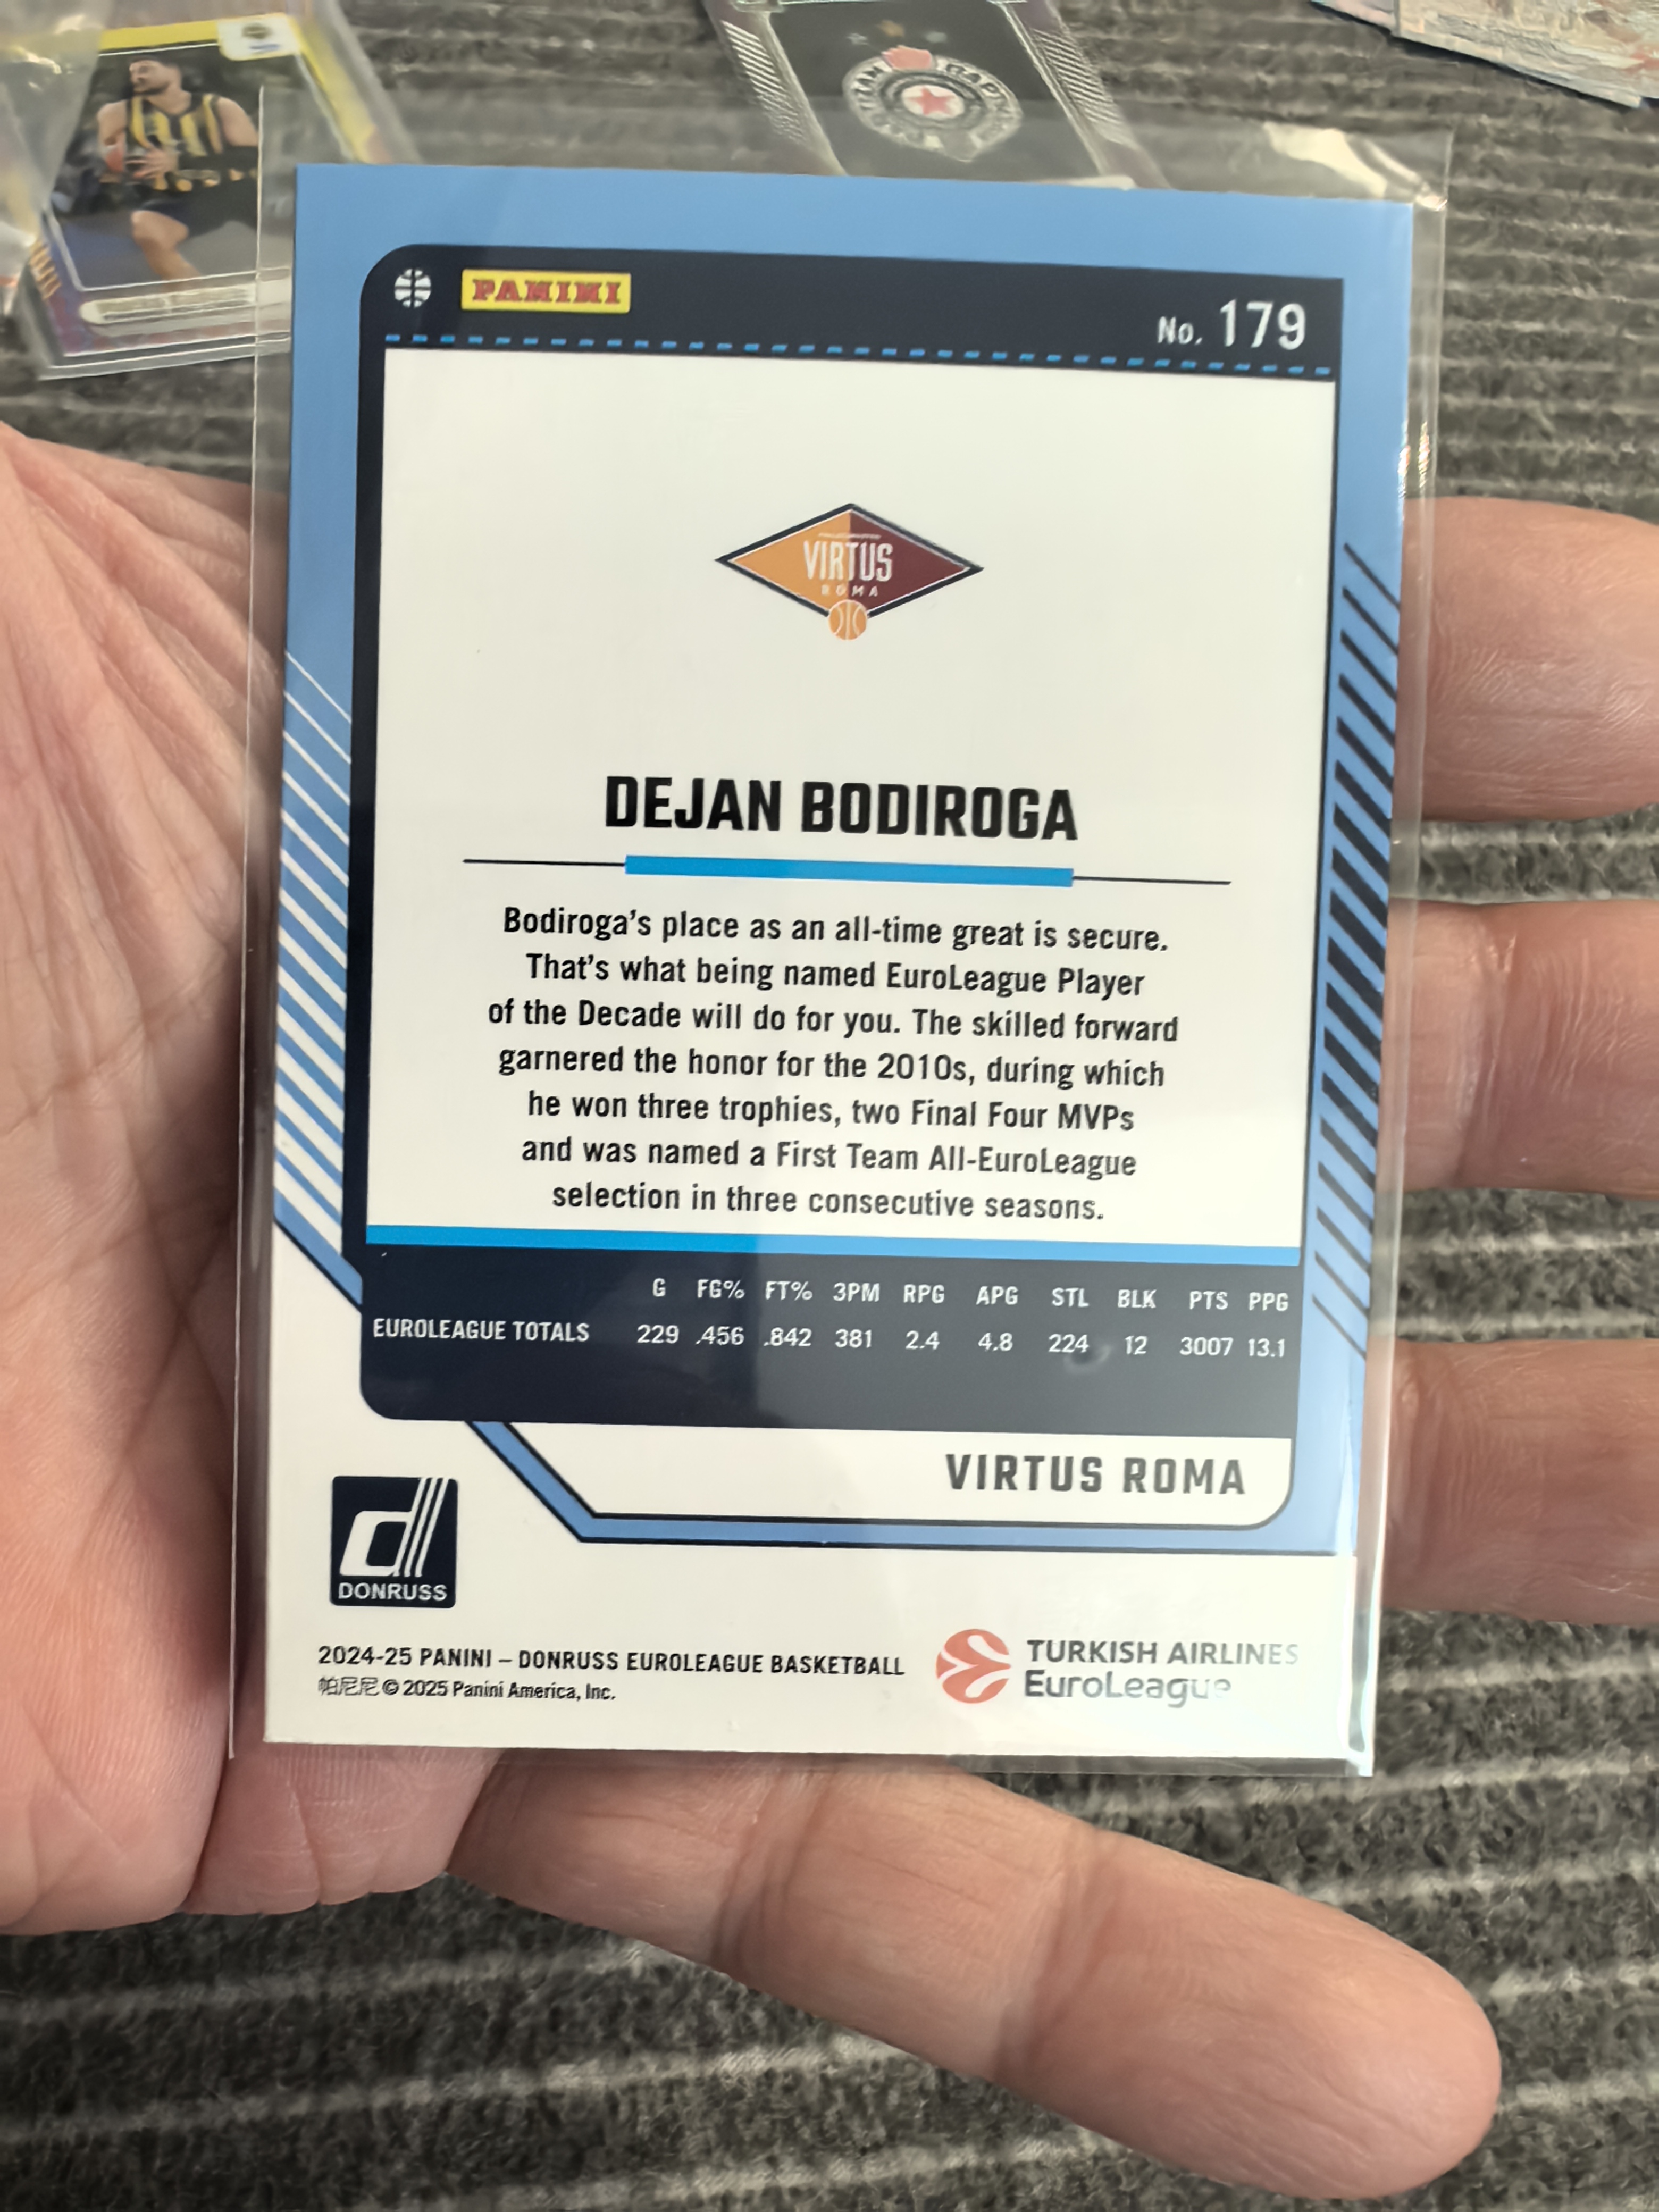 PANINI
No. 179
VIRTUS
ROMA
DEJAN BODIROGA
Bodiroga's place as an all-time great is secure.
That's what being named EuroLeague Player
of the Decade will do for you. The skilled forward
garnered the honor for the 2010s, during which
he won three trophies, two Final Four MVPs
and was named a First Team All-EuroLeague
selection in three consecutive seasons.
G FG% FT% 3PM RPG APG STL BLK PTS PPG
EUROLEAGUE TOTALS 229 .456 .842 381 2.4 4.8 224 12 3007 13.1
VIRTUS ROMA
d
DONRUSS
2024-25 PANINI – DONRUSS EUROLEAGUE BASKETBALL
帕尼尼 © 2025 Panini America, Inc.
TURKISH AIRLINES
EuroLeague